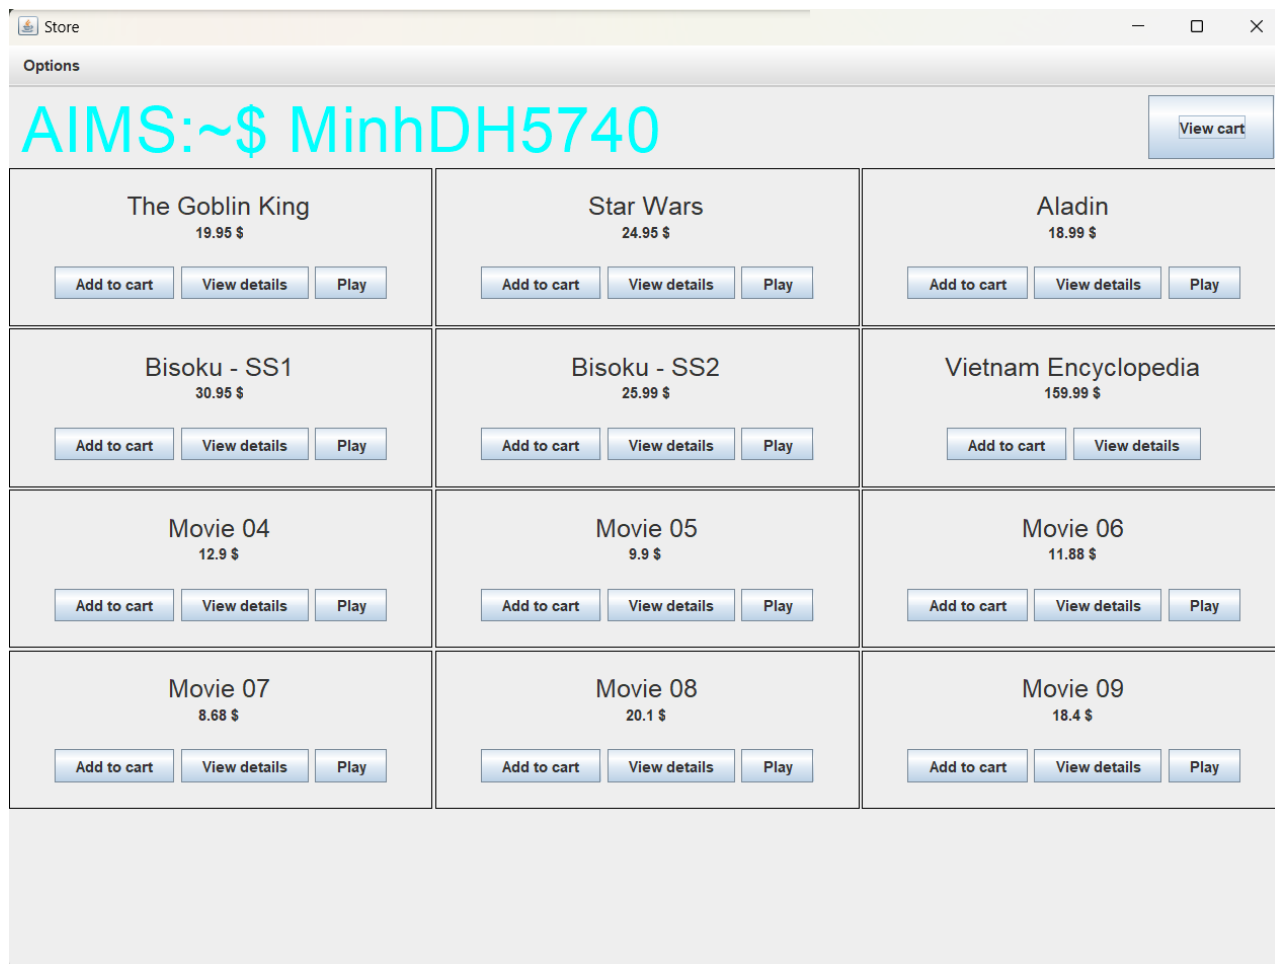 Store
Options
AIMS:~$ MinhDH5740
View cart
The Goblin King
19.95 $
Add to cart View details Play
Star Wars
24.95 $
Add to cart View details Play
Aladin
18.99 $
Add to cart View details Play
Bisoku - SS1
30.95 $
Add to cart View details Play
Bisoku - SS2
25.99 $
Add to cart View details Play
Vietnam Encyclopedia
159.99 $
Add to cart View details
Movie 04
12.9 $
Add to cart View details Play
Movie 05
9.9 $
Add to cart View details Play
Movie 06
11.88 $
Add to cart View details Play
Movie 07
8.68 $
Add to cart View details Play
Movie 08
20.1 $
Add to cart View details Play
Movie 09
18.4 $
Add to cart View details Play